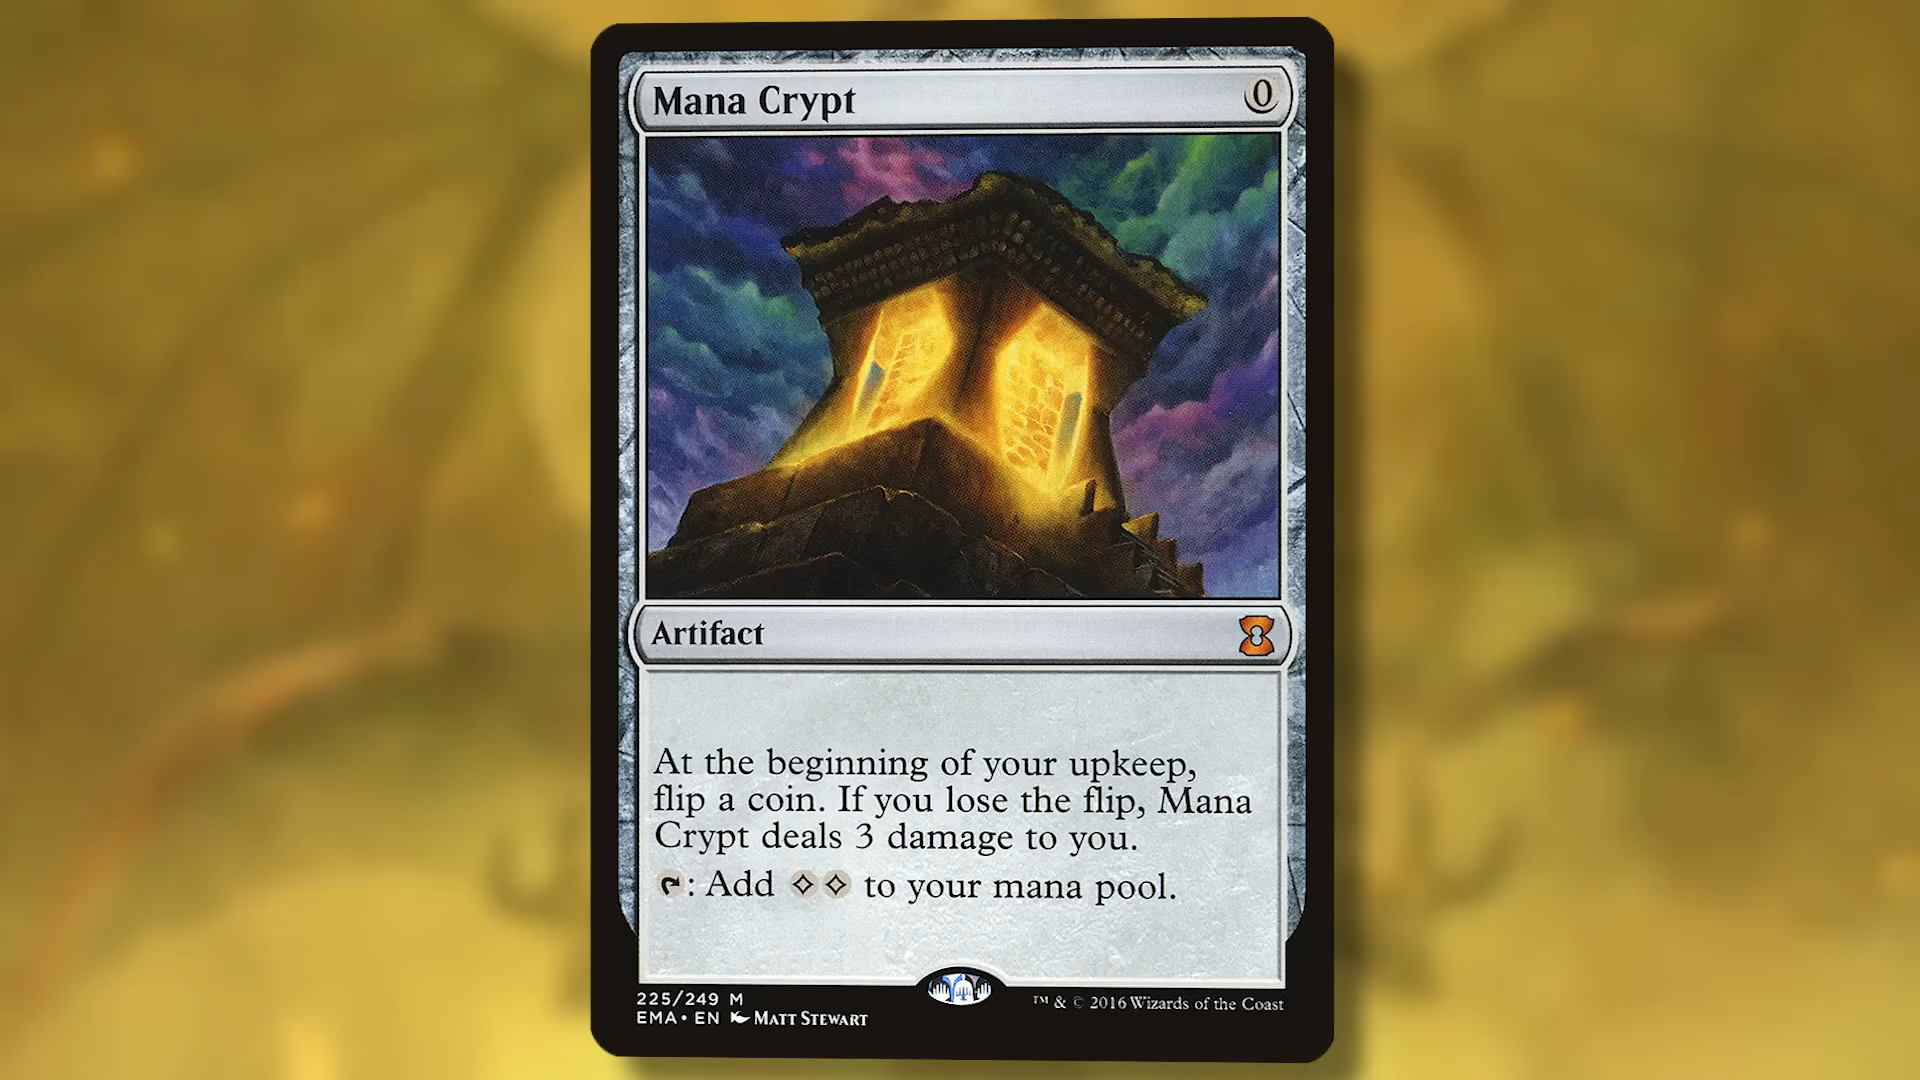 Mana Crypt 0
Artifact
At the beginning of your upkeep,
flip a coin. If you lose the flip, Mana
Crypt deals 3 damage to you.
: Add to your mana pool.
225/249 M
EMA • EN MATT STEWART
™ & © 2016 Wizards of the Coast